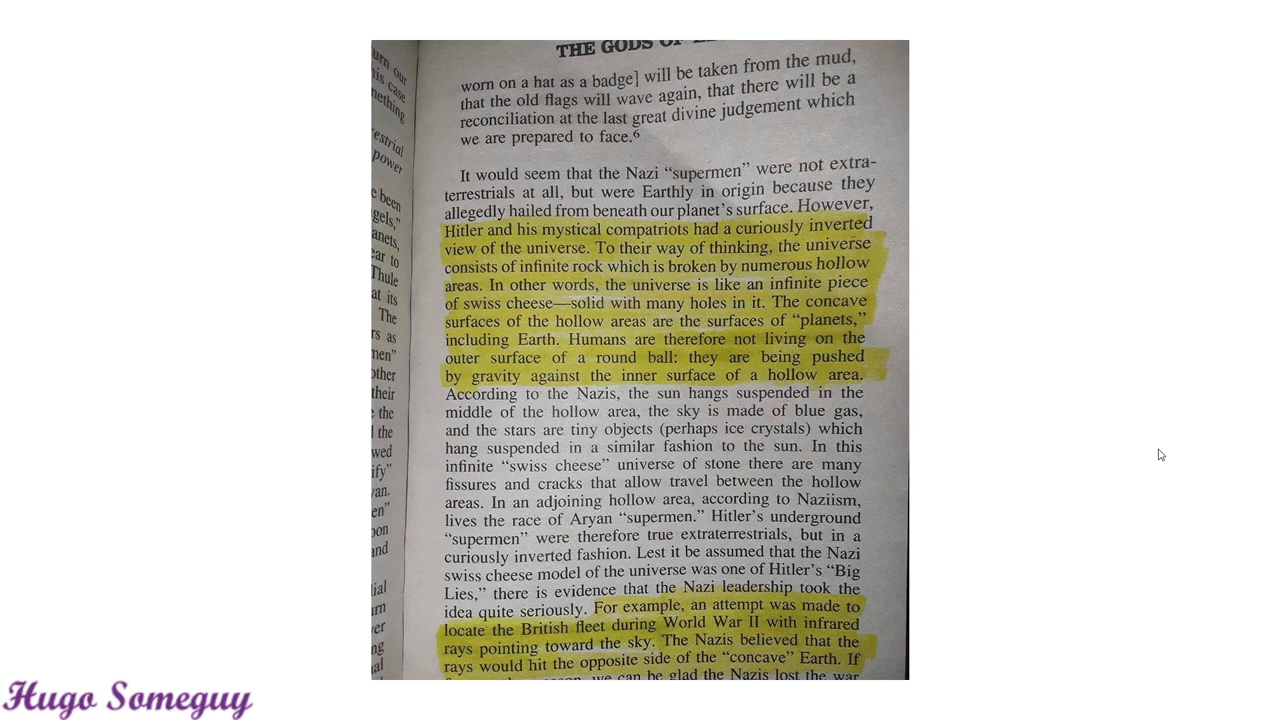 THE GODS OF
worn on a hat as a badge] will be taken from the mud,
that the old flags will wave again, that there will be a
reconciliation at the last great divine judgement which
we are prepared to face.6
It would seem that the Nazi “supermen” were not extra-
terrestrials at all, but were Earthly in origin because they
allegedly hailed from beneath our planet’s surface. However,
Hitler and his mystical compatriots had a curiously inverted
view of the universe. To their way of thinking, the universe
consists of infinite rock which is broken by numerous hollow
areas. In other words, the universe is like an infinite piece
of swiss cheese—solid with many holes in it. The concave
surfaces of the hollow areas are the surfaces of “planets,”
including Earth. Humans are therefore not living on the
outer surface of a round ball: they are being pushed
by gravity against the inner surface of a hollow area.
According to the Nazis, the sun hangs suspended in the
middle of the hollow area, the sky is made of blue gas,
and the stars are tiny objects (perhaps ice crystals) which
hang suspended in a similar fashion to the sun. In this
infinite “swiss cheese” universe of stone there are many
fissures and cracks that allow travel between the hollow
areas. In an adjoining hollow area, according to Naziism,
lives the race of Aryan “supermen.” Hitler’s underground
“supermen” were therefore true extraterrestrials, but in a
curiously inverted fashion. Lest it be assumed that the Nazi
swiss cheese model of the universe was one of Hitler’s “Big
Lies,” there is evidence that the Nazi leadership took the
idea quite seriously. For example, an attempt was made to
locate the British fleet during World War II with infrared
rays pointing toward the sky. The Nazis believed that the
rays would hit the opposite side of the “concave” Earth. If
we can be glad the Nazis lost the war
Hugo Someguy